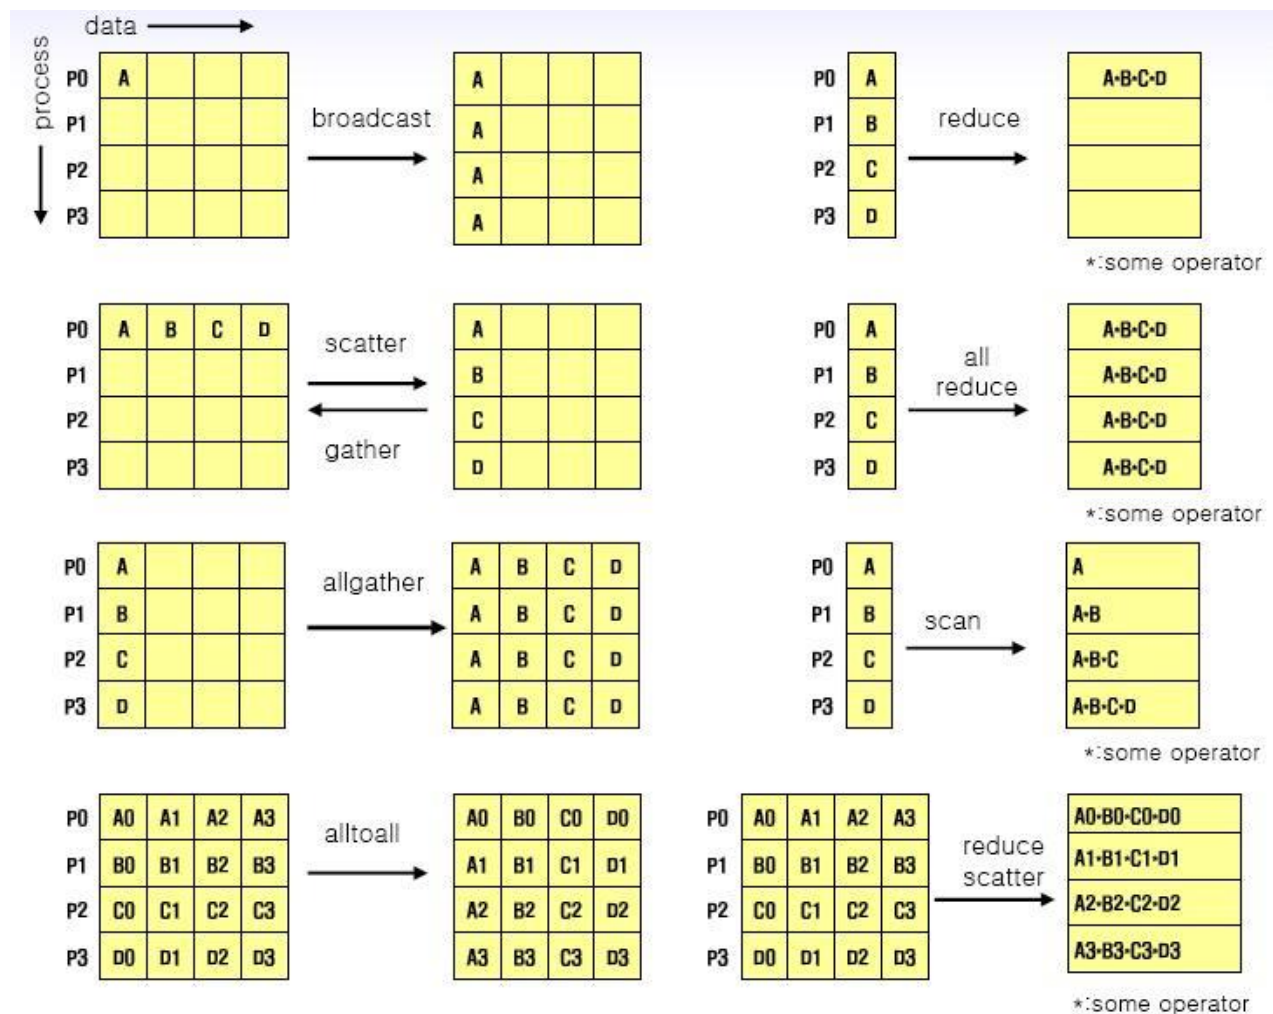 data
process
P0 A
P1
P2
P3
broadcast
A
A
A
A
P0 A
P1 B
P2 C
P3 D
reduce
A*B*C*D
*:some operator
P0 A B C D
P1
P2
P3
scatter
gather
A
B
C
D
P0 A
P1 B
P2 C
P3 D
all
reduce
A*B*C*D
A*B*C*D
A*B*C*D
A*B*C*D
*:some operator
P0 A
P1 B
P2 C
P3 D
allgather
A B C D
A B C D
A B C D
A B C D
P0 A
P1 B
P2 C
P3 D
scan
A
A*B
A*B*C
A*B*C*D
*:some operator
P0 A0 A1 A2 A3
P1 B0 B1 B2 B3
P2 C0 C1 C2 C3
P3 D0 D1 D2 D3
alltoall
A0 B0 C0 D0
A1 B1 C1 D1
A2 B2 C2 D2
A3 B3 C3 D3
P0 A0 A1 A2 A3
P1 B0 B1 B2 B3
P2 C0 C1 C2 C3
P3 D0 D1 D2 D3
reduce
scatter
A0*B0*C0*D0
A1*B1*C1*D1
A2*B2*C2*D2
A3*B3*C3*D3
*:some operator